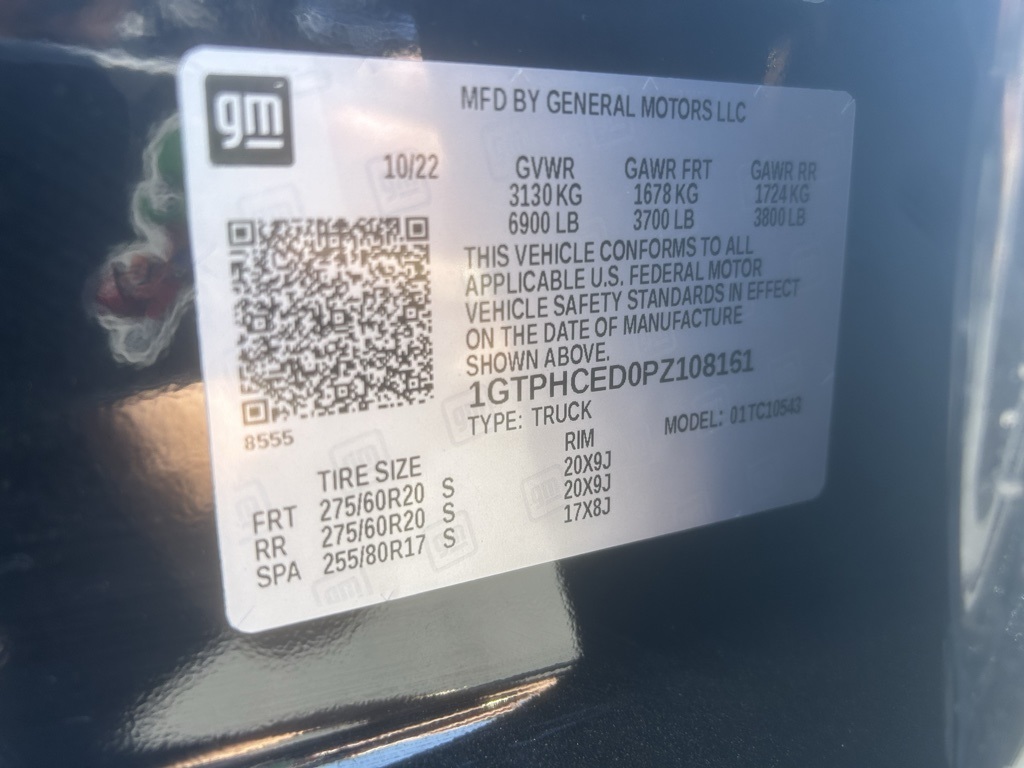 gm
MFD BY GENERAL MOTORS LLC
10/22 GVWR GAWR FRT GAWR RR
3130 KG 1678 KG 1724 KG
6900 LB 3700 LB 3800 LB
THIS VEHICLE CONFORMS TO ALL
APPLICABLE U.S. FEDERAL MOTOR
VEHICLE SAFETY STANDARDS IN EFFECT
ON THE DATE OF MANUFACTURE
SHOWN ABOVE.
1GTPHCED0PZ108161
8555
TYPE: TRUCK MODEL: 01TC10543
TIRE SIZE RIM
FRT 275/60R20 S 20X9J
RR 275/60R20 S 20X9J
SPA 255/80R17 S 17X8J